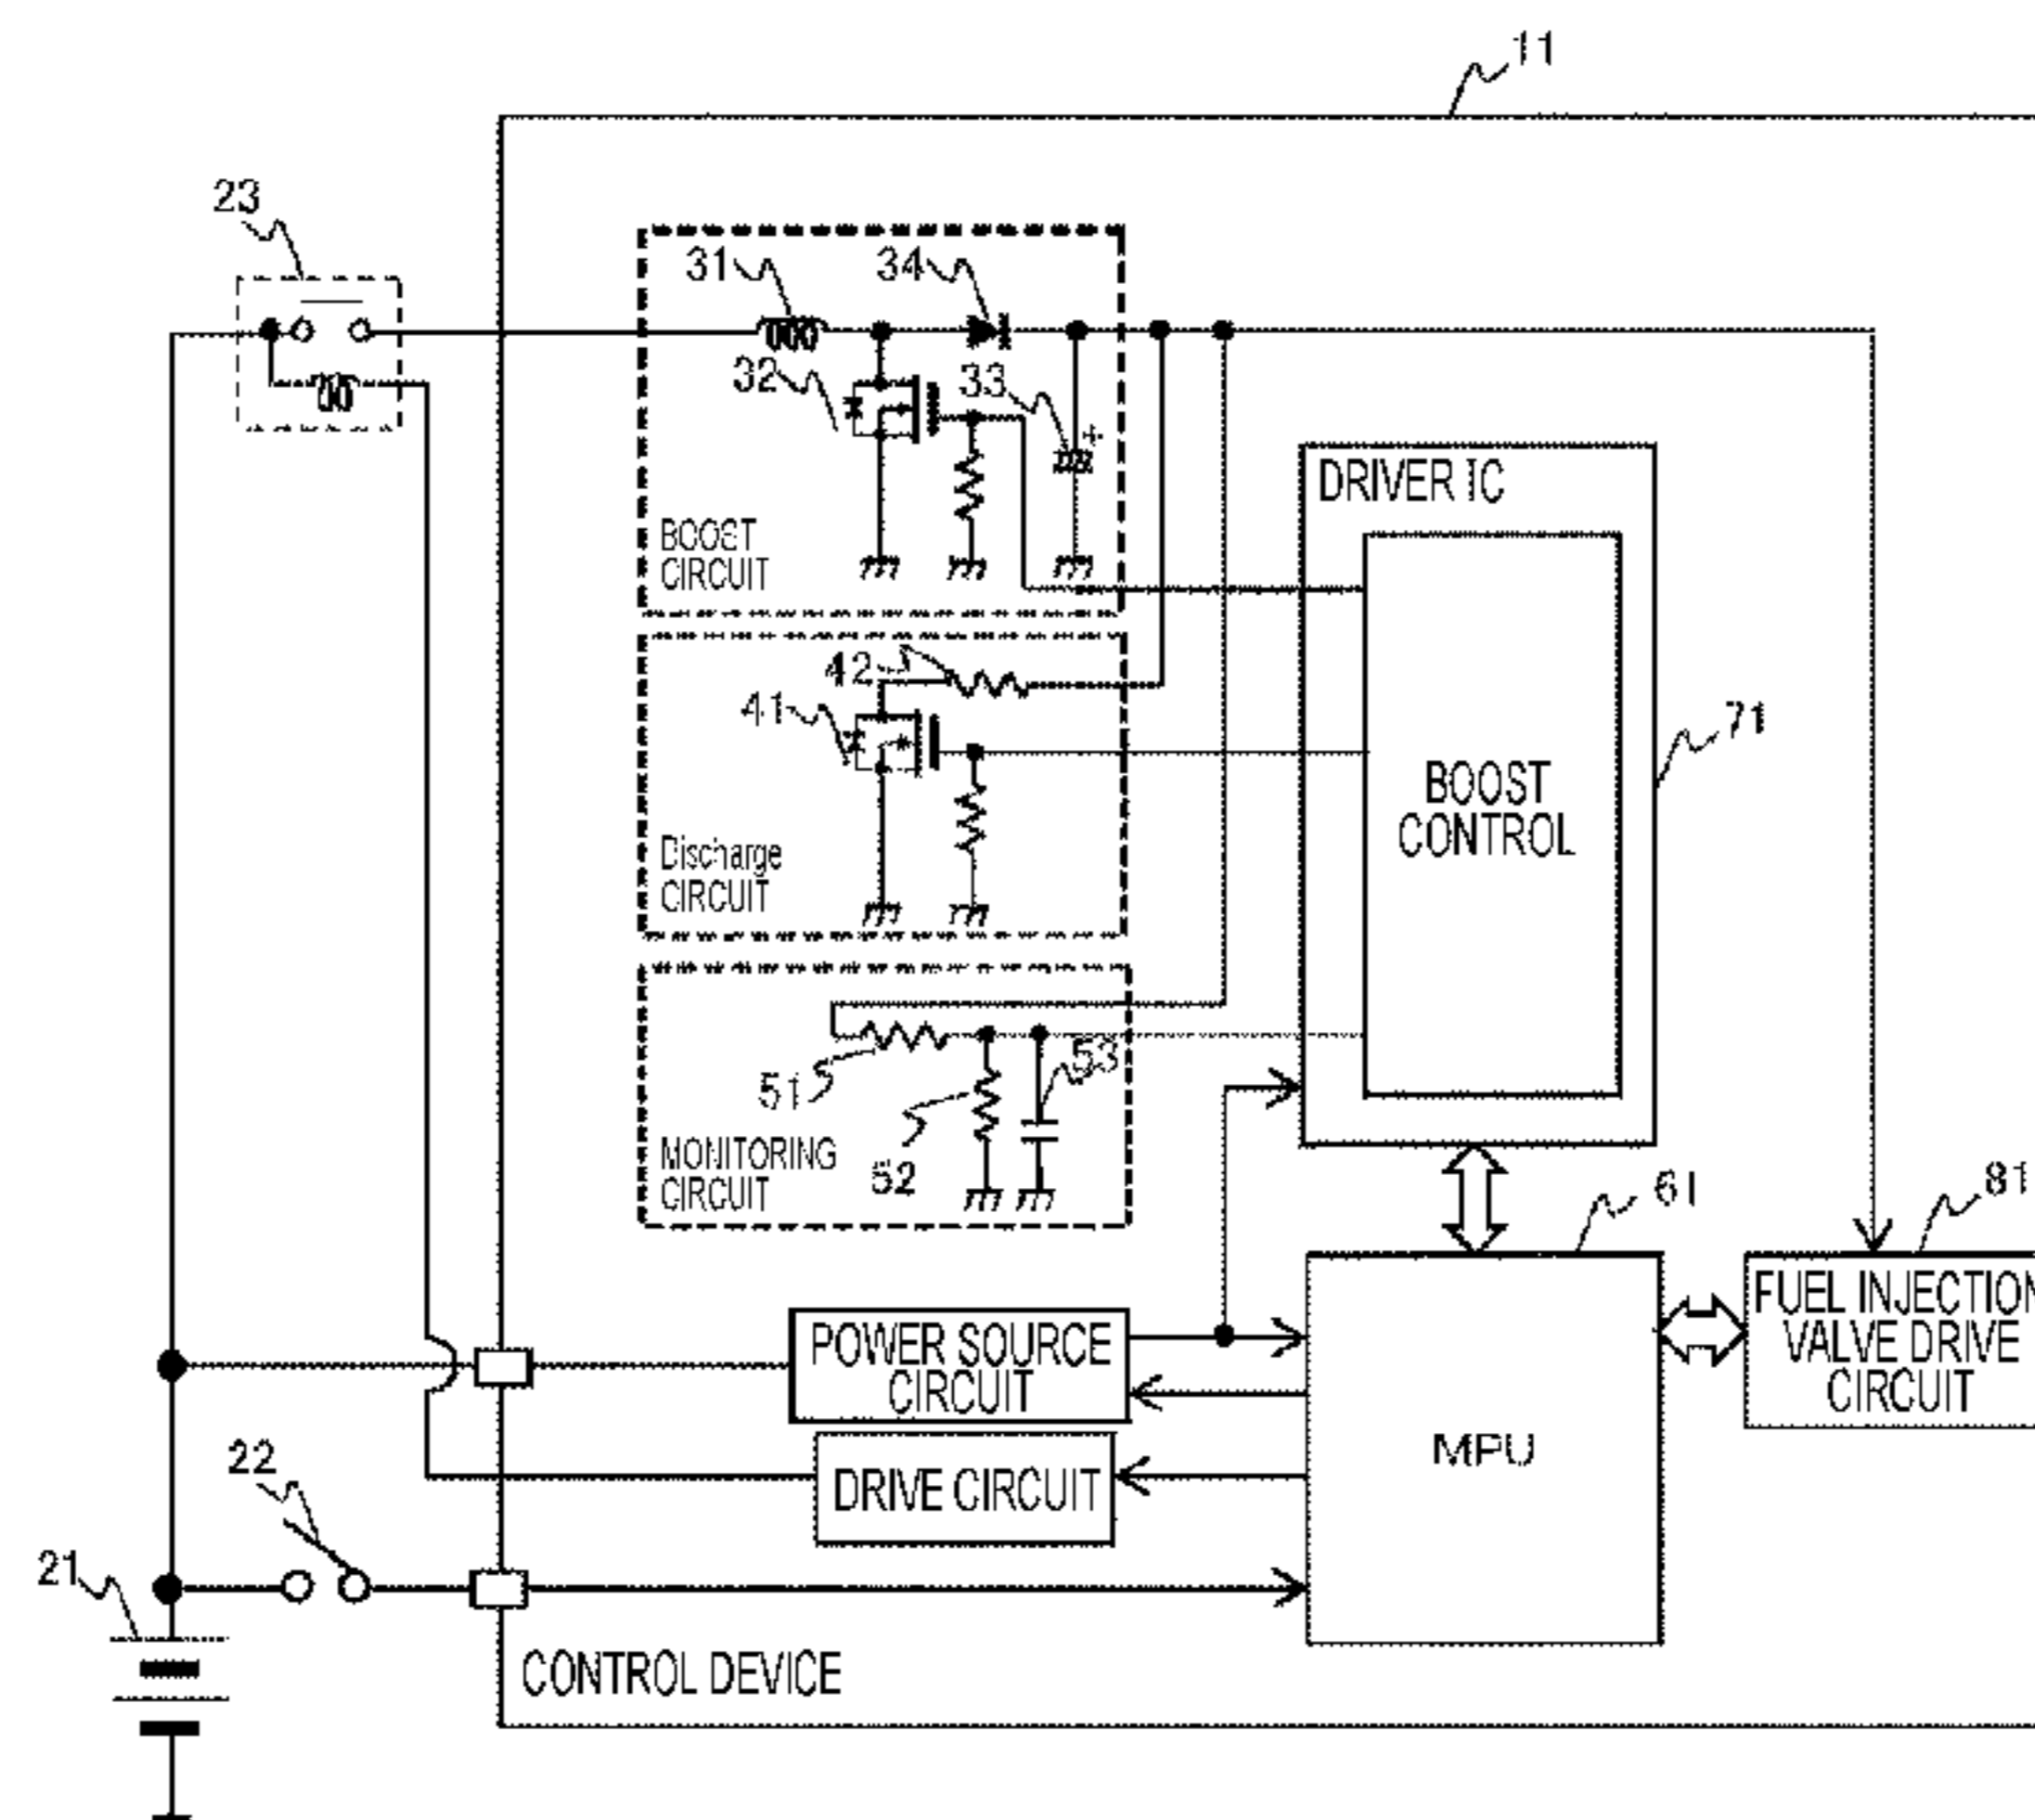 11
23
31
34
32
33
+
DRIVER IC
BOOST
CIRCUIT
42
41
71
BOOST
CONTROL
Discharge
CIRCUIT
51
53
52
MONITORING
CIRCUIT
61
81
POWER SOURCE
CIRCUIT
FUEL INJECTION
VALVE DRIVE
CIRCUIT
MPU
DRIVE CIRCUIT
22
21
CONTROL DEVICE